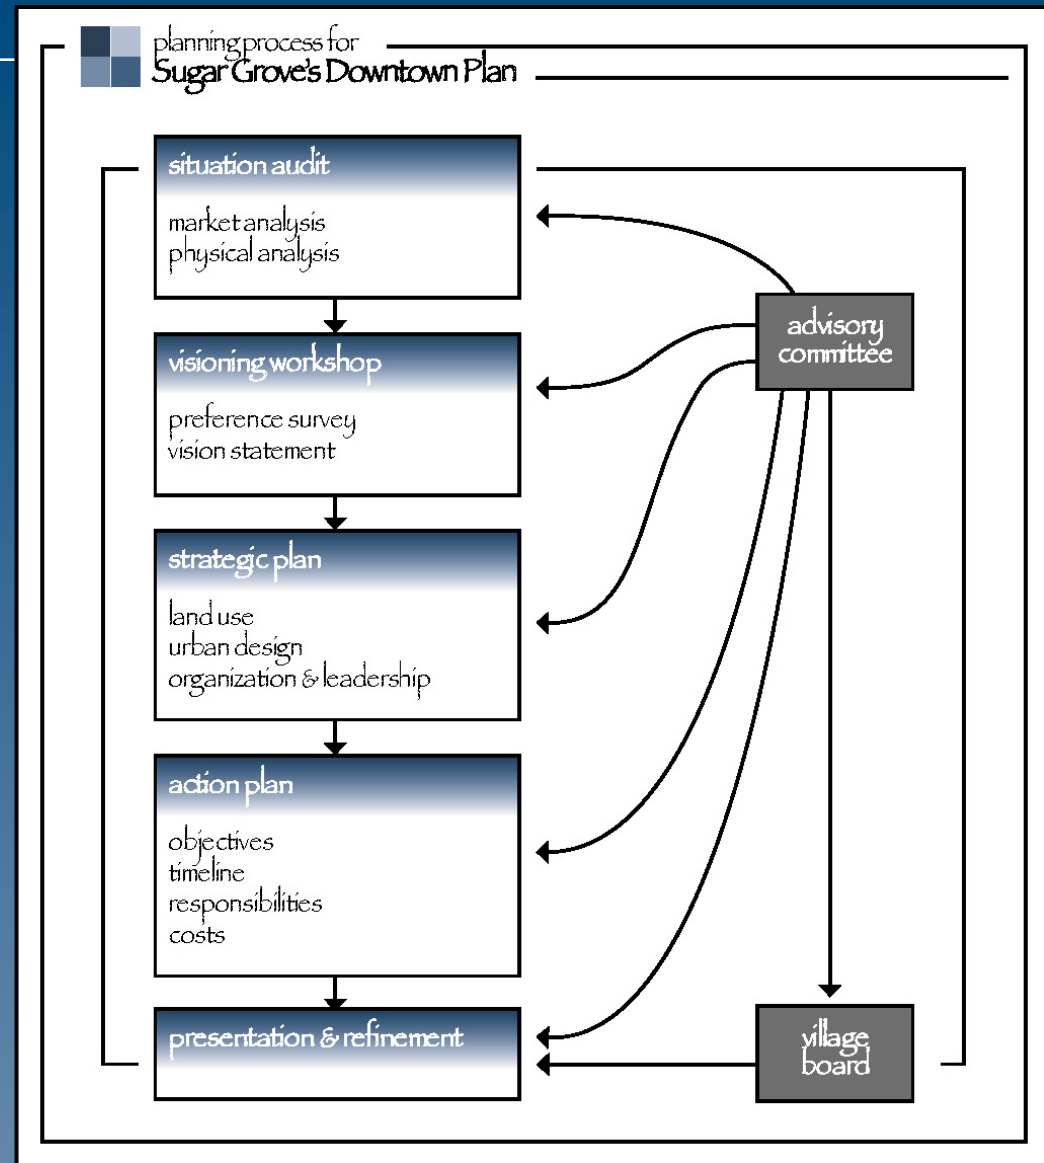 planning process for
Sugar Grove's Downtown Plan
situation audit
market analysis
physical analysis
visioning workshop
preference survey
vision statement
strategic plan
land use
urban design
organization & leadership
action plan
objectives
timeline
responsibilities
costs
presentation & refinement
advisory
committee
village
board